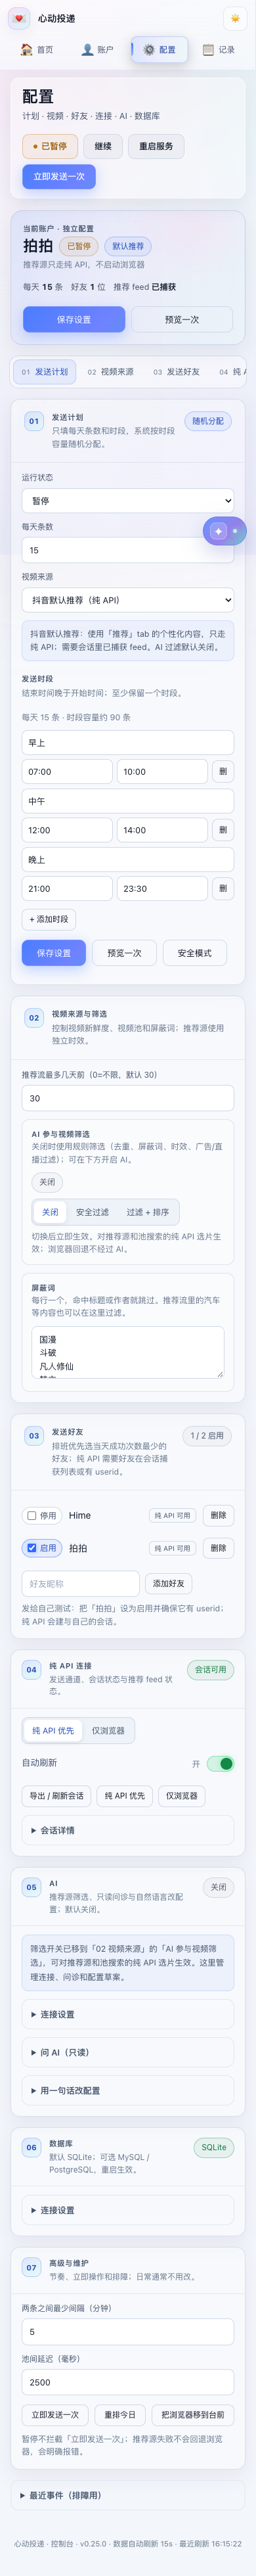 心动投递
首页
账户
配置
记录
配置
计划 · 视频 · 好友 · 连接 · AI · 数据库
已暂停
继续
重启服务
立即发送一次
当前账户 · 独立配置
拍拍 已暂停 默认推荐
推荐源只走纯 API，不启动浏览器
每天 15 条 好友 1 位 推荐 feed 已捕获
保存设置
预览一次
01 发送计划
02 视频来源
03 发送好友
04
01
发送计划
随机分配
只填每天条数和时段，系统按时段
容量随机分配。
运行状态
暂停
每天条数
15
视频来源
抖音默认推荐（纯 API）
抖音默认推荐：使用「推荐」tab 的个性化内容，只走
纯 API；需要会话里已捕获 feed。AI 过滤默认关闭。
发送时段
结束时间晚于开始时间；至少保留一个时段。
每天 15 条 · 时段容量约 90 条
早上
07:00 10:00 删
中午
12:00 14:00 删
晚上
21:00 23:30 删
+ 添加时段
保存设置
预览一次
安全模式
02
视频来源与筛选
控制视频新鲜度、视频池和屏蔽词；推荐源使用
独立时效。
推荐流最多几天前（0=不限，默认 30）
30
AI 参与视频筛选
关闭时使用规则筛选（去重、屏蔽词、时效、广告/直
播过滤）；可在下方开启 AI。
关闭
关闭 安全过滤 过滤 + 排序
切换后立即生效。对推荐源和池搜索的纯 API 选片生
效；浏览器回退不经过 AI。
屏蔽词
每行一个，命中标题或作者就跳过。推荐流里的汽车
等内容也可以在这里过滤。
国漫
斗破
凡人修仙
03
发送好友
1 / 2 启用
排班优先选当天成功次数最少的
好友；纯 API 需要好友在会话捕
获列表或有 userid。
停用 Hime 纯 API 可用 删除
启用 拍拍 纯 API 可用 删除
好友昵称
添加好友
发给自己测试：把「拍拍」设为启用并确保它有 userid；
纯 API 会建与自己的会话。
04
纯 API 连接
会话可用
发送通道、会话状态与推荐 feed 状
态。
纯 API 优先 仅浏览器
自动刷新 开
导出 / 刷新会话 纯 API 优先 仅浏览器
会话详情
05
AI
关闭
推荐源筛选、只读问诊与自然语言改配
置；默认关闭。
筛选开关已移到「02 视频来源」的「AI 参与视频筛
选」，可对推荐源和池搜索的纯 API 选片生效。这里管
理连接、问诊和配置草案。
连接设置
问 AI（只读）
用一句话改配置
06
数据库
SQLite
默认 SQLite；可选 MySQL /
PostgreSQL，重启生效。
连接设置
07
高级与维护
节奏、立即操作和排障；日常通常不用改。
两条之间最少间隔（分钟）
5
池间延迟（毫秒）
2500
立即发送一次 重排今日 把浏览器移到台前
暂停不拦截「立即发送一次」；推荐源失败不会回退浏览
器，会明确报错。
最近事件（排障用）
心动投递 · 控制台 · v0.25.0 · 数据自动刷新 15s · 最近刷新 16:15:22